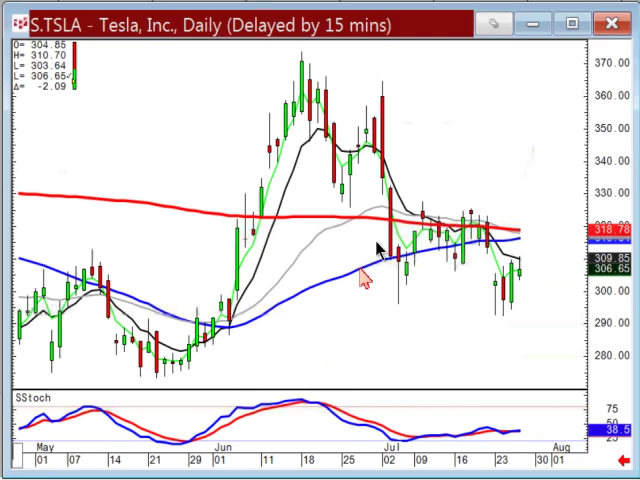 S.TSLA - Tesla, Inc., Daily (Delayed by 15 mins)
O= 304.85
H= 310.70
L= 303.64
L= 306.65
Δ= -2.09
370.00
360.00
350.00
340.00
330.00
318.78
309.85
306.65
300.00
290.00
280.00
SStoch
75
38.5
25
May Jun Jul Aug
01 07 14 21 29 04 11 18 25 02 09 16 23 30 01